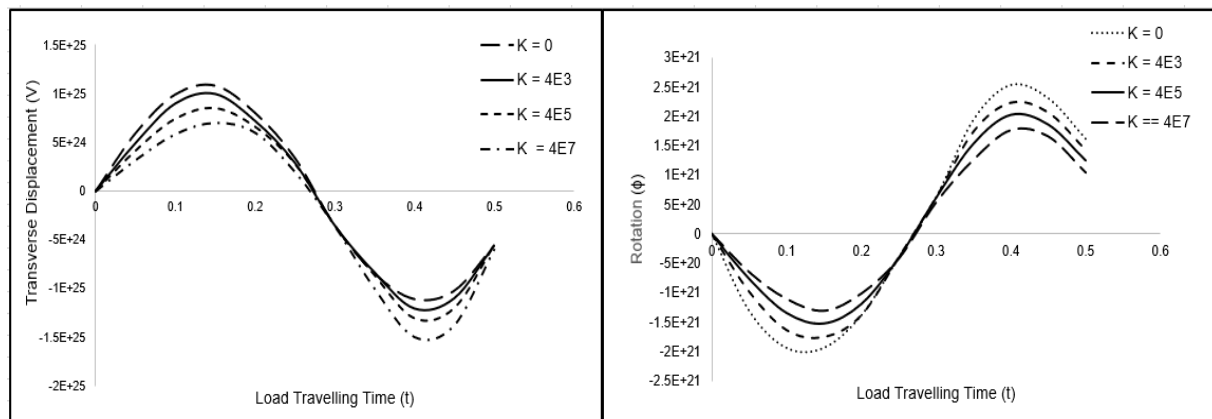 1.5E+25
1E+25
5E+24
0
-5E+24
-1E+25
-1.5E+25
-2E+25
0 0.1 0.2 0.3 0.4 0.5 0.6
Transverse Displacement (V)
Load Travelling Time (t)
K = 0
K = 4E3
K = 4E5
K = 4E7
3E+21
2.5E+21
2E+21
1.5E+21
1E+21
5E+20
0
-5E+20
-1E+21
-1.5E+21
-2E+21
-2.5E+21
0 0.1 0.2 0.3 0.4 0.5 0.6
Rotation (ϕ)
Load Travelling Time (t)
K = 0
K = 4E3
K = 4E5
K == 4E7